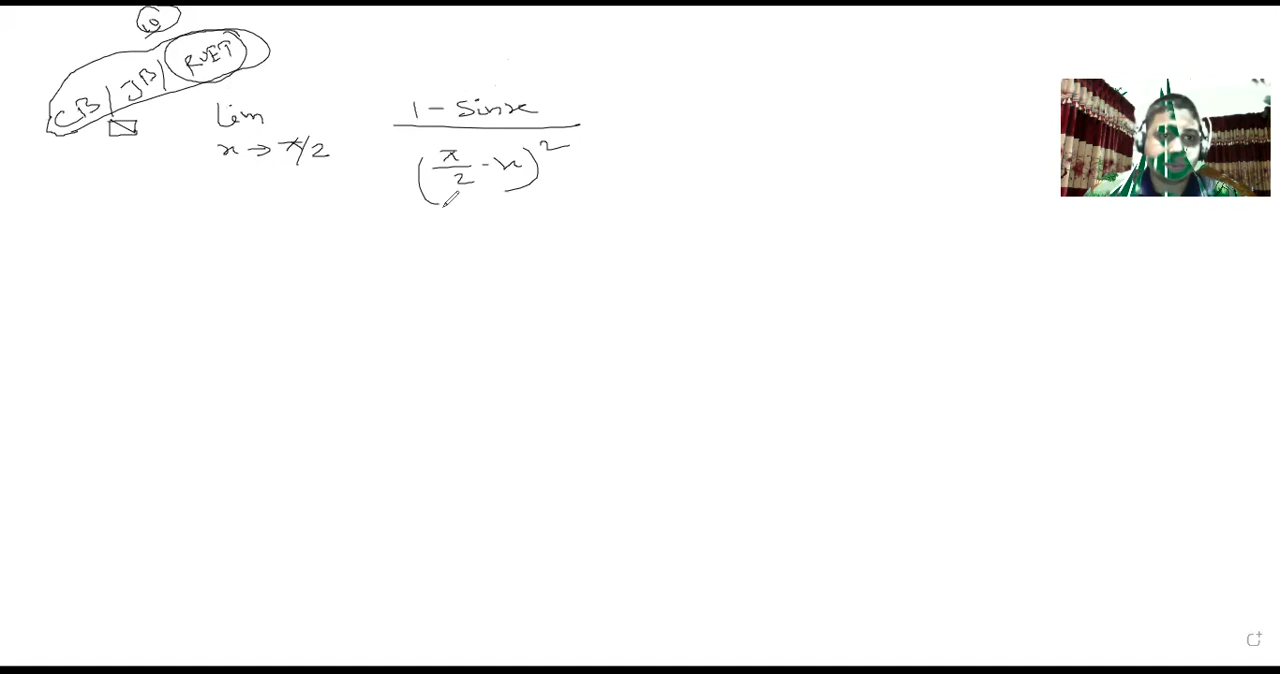 10
CB / JB / RUET
Lim 1 - Sinx
x → π/2 (π/2 - x)²